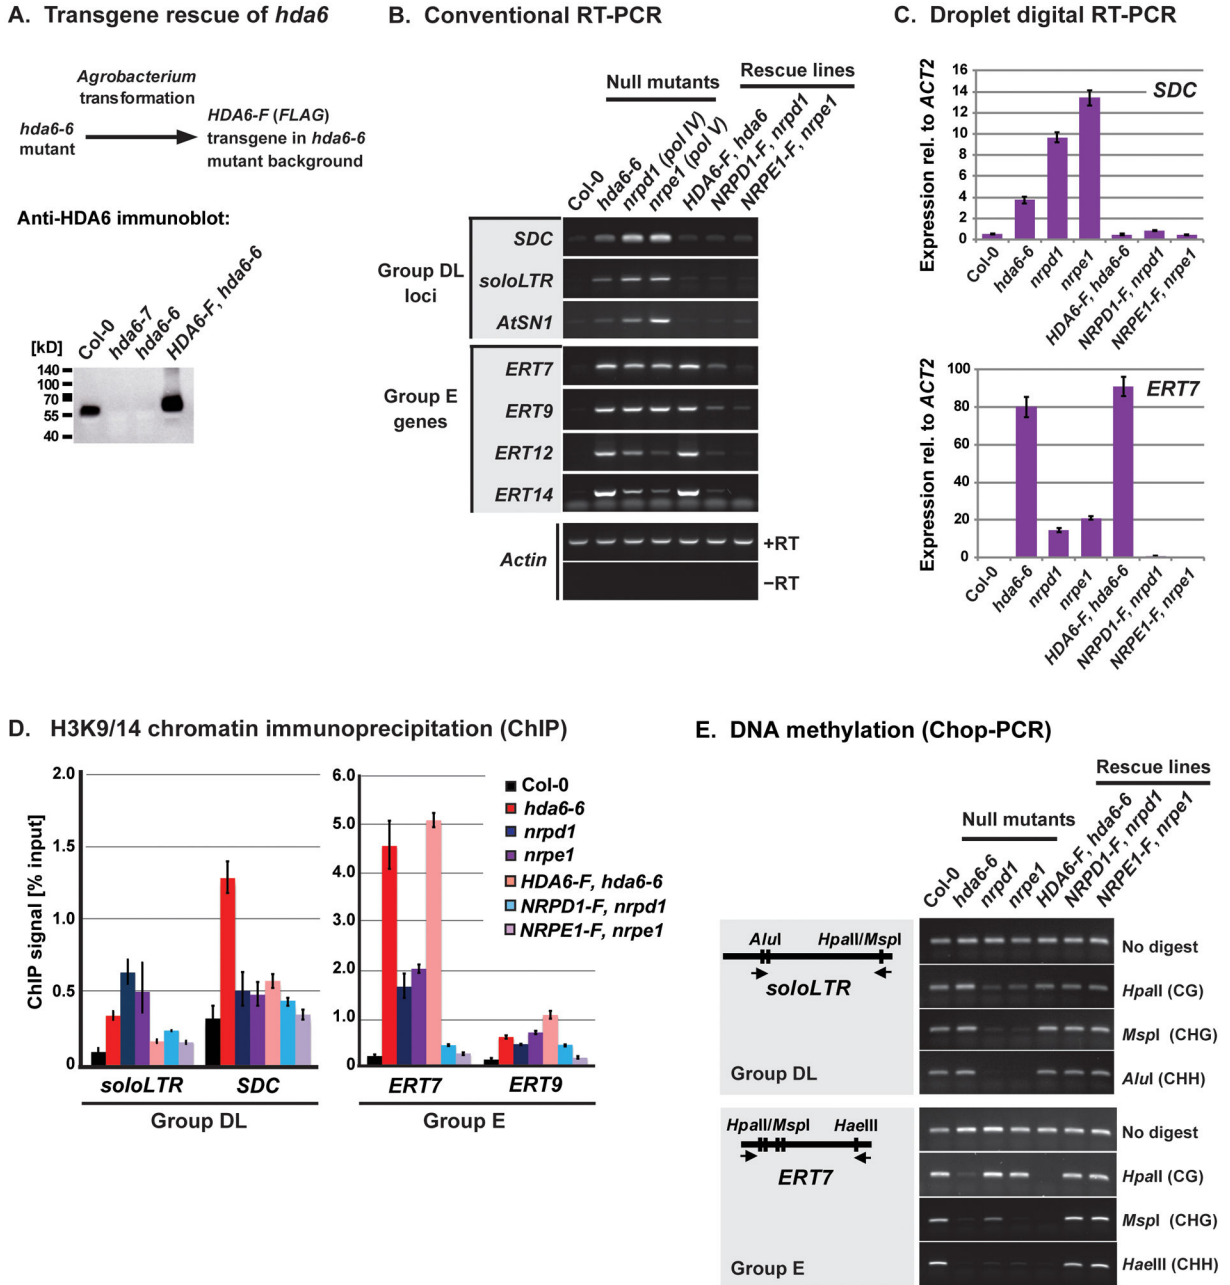 A. Transgene rescue of hda6
Agrobacterium
transformation
hda6-6
mutant
HDA6-F (FLAG)
transgene in hda6-6
mutant background
Anti-HDA6 immunoblot:
[kD]
Col-0
hda6-7
hda6-6
HDA6-F, hda6-6
140
100
70
55
40
B. Conventional RT-PCR
Null mutants
Rescue lines
Col-0
hda6-6
nrpd1 (pol IV)
nrpe1 (pol V)
HDA6-F, hda6
NRPD1-F, nrpd1
NRPE1-F, nrpe1
Group DL
loci
SDC
soloLTR
AtSN1
Group E
genes
ERT7
ERT9
ERT12
ERT14
Actin
+RT
−RT
C. Droplet digital RT-PCR
Expression rel. to ACT2
16
14
12
10
8
6
4
2
0
SDC
Col-0
hda6-6
nrpd1
nrpe1
HDA6-F, hda6-6
NRPD1-F, nrpd1
NRPE1-F, nrpe1
Expression rel. to ACT2
100
80
60
40
20
0
ERT7
Col-0
hda6-6
nrpd1
nrpe1
HDA6-F, hda6-6
NRPD1-F, nrpd1
NRPE1-F, nrpe1
D. H3K9/14 chromatin immunoprecipitation (ChIP)
ChIP signal [% input]
2.0
1.5
1.0
0.5
0
soloLTR
SDC
Group DL
6.0
5.0
4.0
3.0
2.0
1.0
0
ERT7
ERT9
Group E
Col-0
hda6-6
nrpd1
nrpe1
HDA6-F, hda6-6
NRPD1-F, nrpd1
NRPE1-F, nrpe1
E. DNA methylation (Chop-PCR)
Null mutants
Rescue lines
Col-0
hda6-6
nrpd1
nrpe1
HDA6-F, hda6-6
NRPD1-F, nrpd1
NRPE1-F, nrpe1
AluI
HpaII/MspI
soloLTR
Group DL
No digest
HpaII (CG)
MspI (CHG)
AluI (CHH)
HpaII/MspI
HaeIII
ERT7
Group E
No digest
HpaII (CG)
MspI (CHG)
HaeIII (CHH)